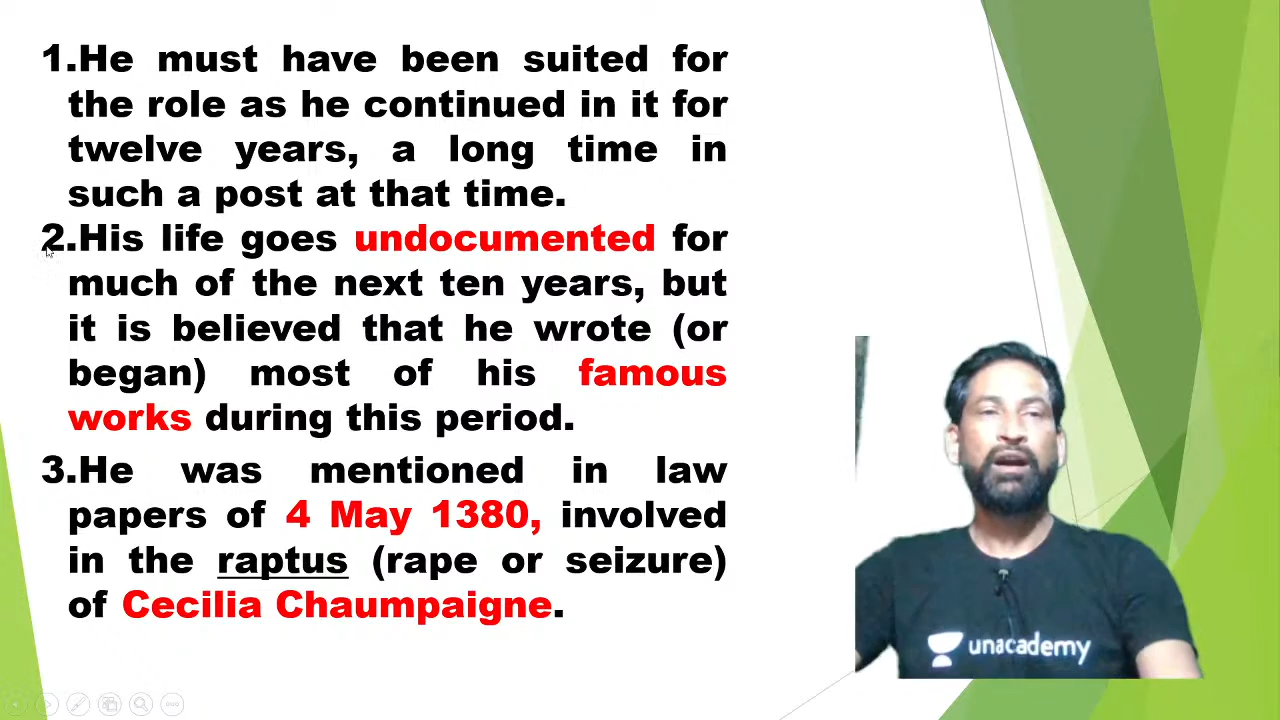 1.He must have been suited for
the role as he continued in it for
twelve years, a long time in
such a post at that time.
2.His life goes undocumented for
much of the next ten years, but
it is believed that he wrote (or
began) most of his famous
works during this period.
3.He was mentioned in law
papers of 4 May 1380, involved
in the raptus (rape or seizure)
of Cecilia Chaumpaigne.
unacademy